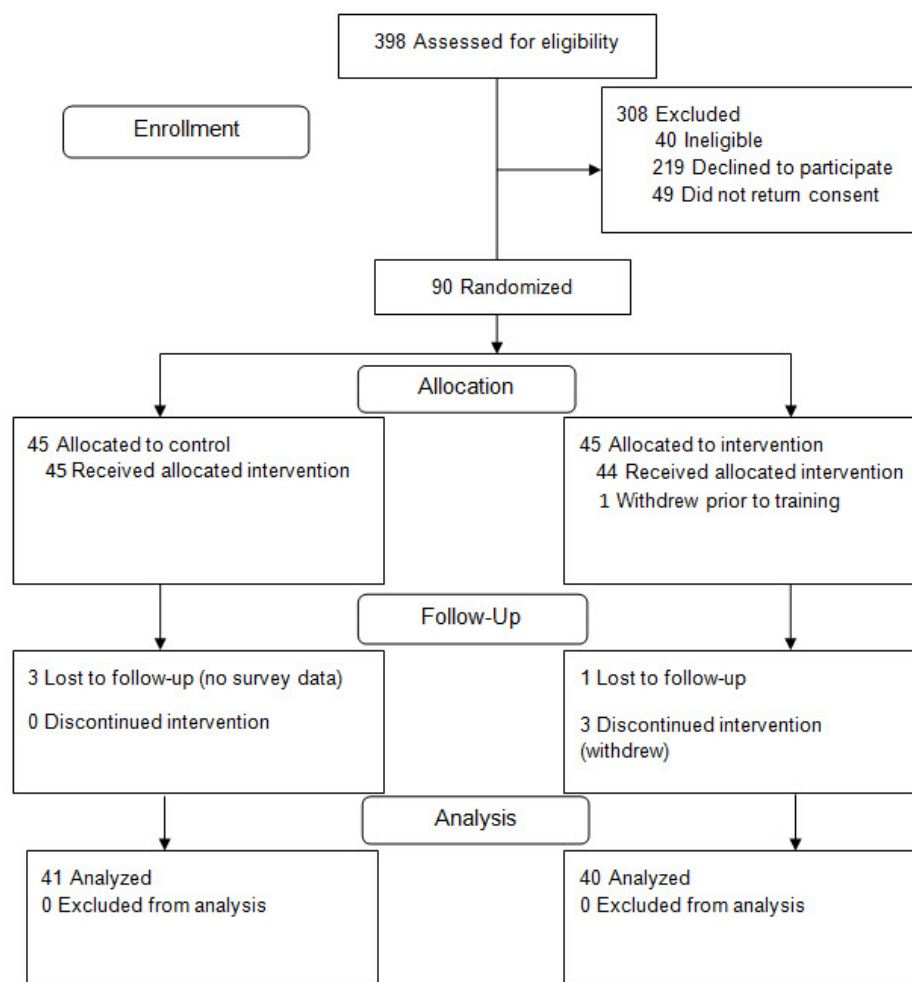 398 Assessed for eligibility
Enrollment
308 Excluded
40 Ineligible
219 Declined to participate
49 Did not return consent
90 Randomized
Allocation
45 Allocated to control
45 Received allocated intervention
45 Allocated to intervention
44 Received allocated intervention
1 Withdrew prior to training
Follow-Up
3 Lost to follow-up (no survey data)
0 Discontinued intervention
1 Lost to follow-up
3 Discontinued intervention
(withdrew)
Analysis
41 Analyzed
0 Excluded from analysis
40 Analyzed
0 Excluded from analysis